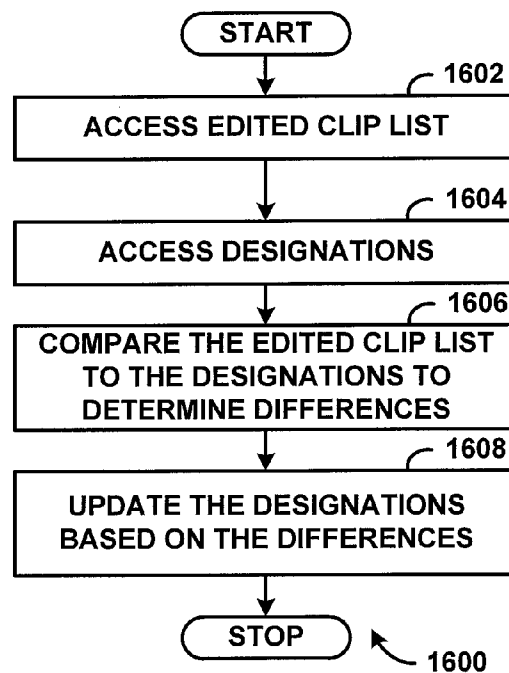 START
1602
ACCESS EDITED CLIP LIST
1604
ACCESS DESIGNATIONS
1606
COMPARE THE EDITED CLIP LIST
TO THE DESIGNATIONS TO
DETERMINE DIFFERENCES
1608
UPDATE THE DESIGNATIONS
BASED ON THE DIFFERENCES
STOP
1600